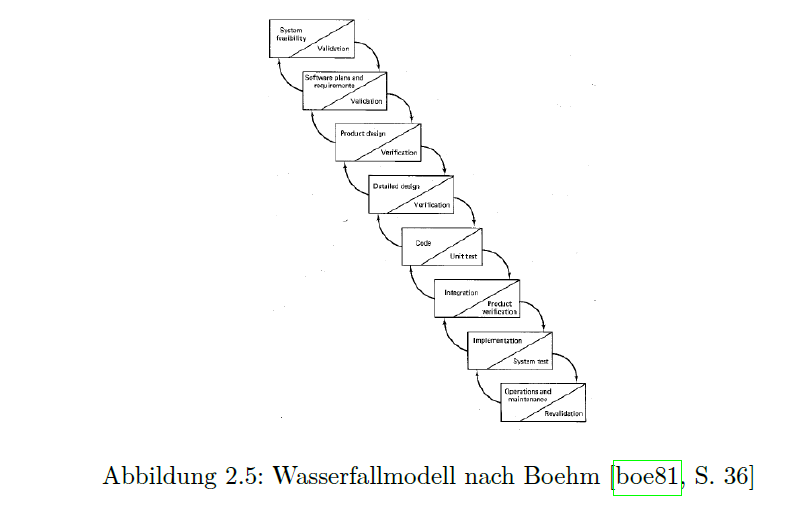 System
feasibility
Validation
Software plans and
requirements
Validation
Product design
Verification
Detailed design
Verification
Code
Unit test
Integration
Product
verification
Implementation
System test
Operations and
maintenance
Revalidation
Abbildung 2.5: Wasserfallmodell nach Boehm [boe81, S. 36]